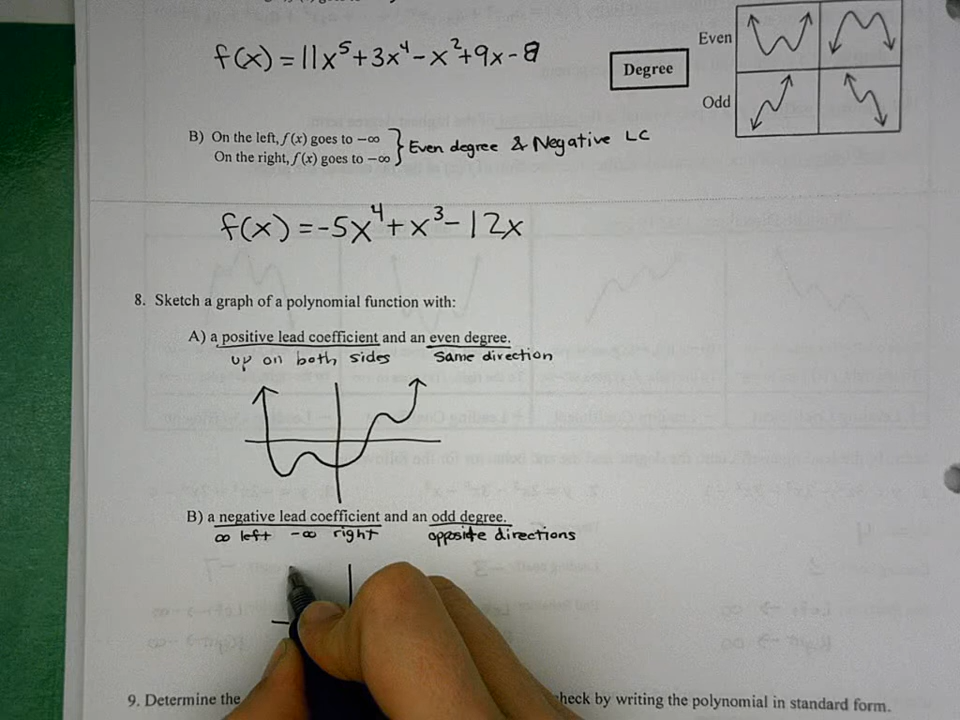 f(x) = 11x⁵ + 3x⁴ - x² + 9x - 8
Degree
Even
Odd
B) On the left, f(x) goes to −∞
On the right, f(x) goes to −∞
Even degree & Negative LC
f(x) = -5x⁴ + x³ - 12x
8. Sketch a graph of a polynomial function with:
A) a positive lead coefficient and an even degree.
up on both sides same direction
B) a negative lead coefficient and an odd degree.
∞ left -∞ right opposite directions
9. Determine the check by writing the polynomial in standard form.